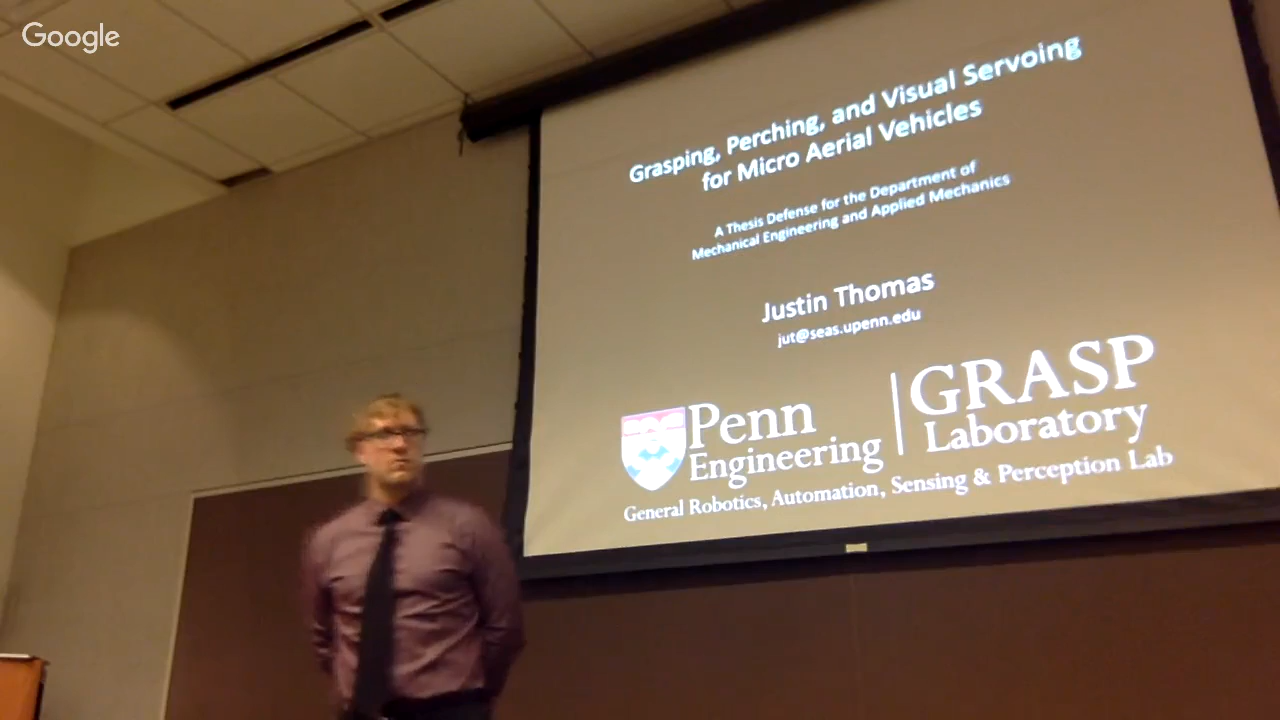 Google
Grasping, Perching, and Visual Servoing
for Micro Aerial Vehicles
A Thesis Defense for the Department of
Mechanical Engineering and Applied Mechanics
Justin Thomas
jut@seas.upenn.edu
Penn
Engineering
GRASP
Laboratory
General Robotics, Automation, Sensing & Perception Lab